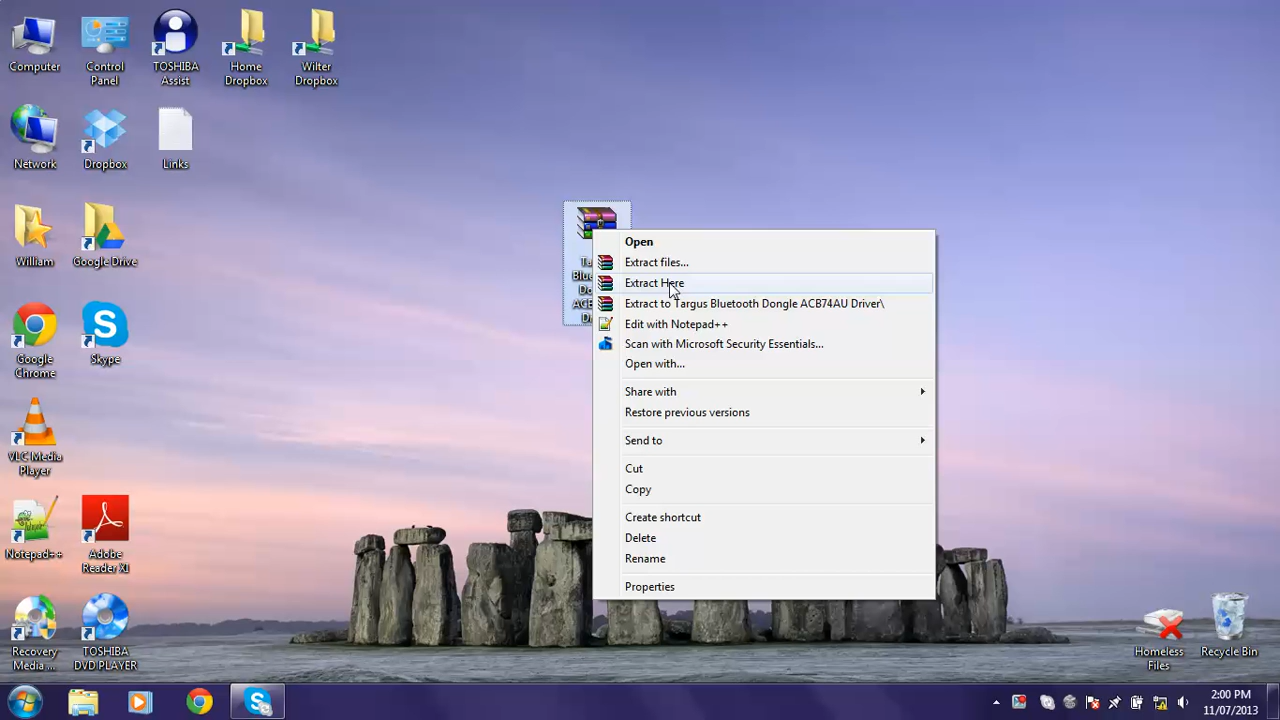 Computer
Control
Panel
TOSHIBA
Assist
Home
Dropbox
Wilter
Dropbox
Network
Dropbox
Links
William
Google Drive
Google
Chrome
Skype
VLC Media
Player
Notepad++
Adobe
Reader XI
Recovery
Media ...
TOSHIBA
DVD PLAYER
Open
Extract files...
Extract Here
Extract to Targus Bluetooth Dongle ACB74AU Driver\
Edit with Notepad++
Scan with Microsoft Security Essentials...
Open with...
Share with
Restore previous versions
Send to
Cut
Copy
Create shortcut
Delete
Rename
Properties
Homeless
Files
Recycle Bin
2:00 PM
11/07/2013